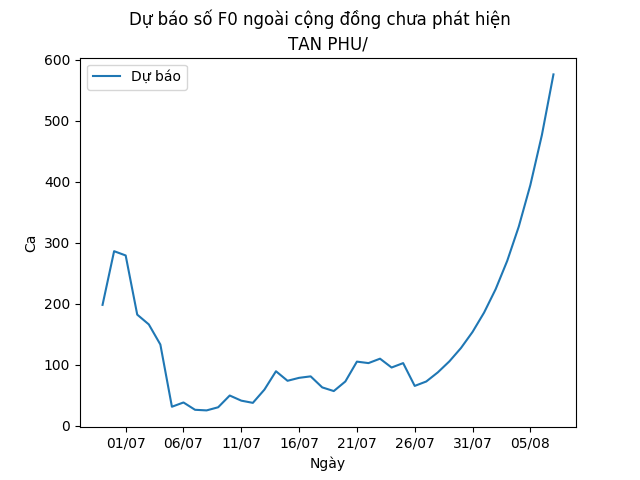 Dự báo số F0 ngoài cộng đồng chưa phát hiện
TAN PHU/
Dự báo
600
500
400
300
200
100
0
Ca
01/07 06/07 11/07 16/07 21/07 26/07 31/07 05/08
Ngày